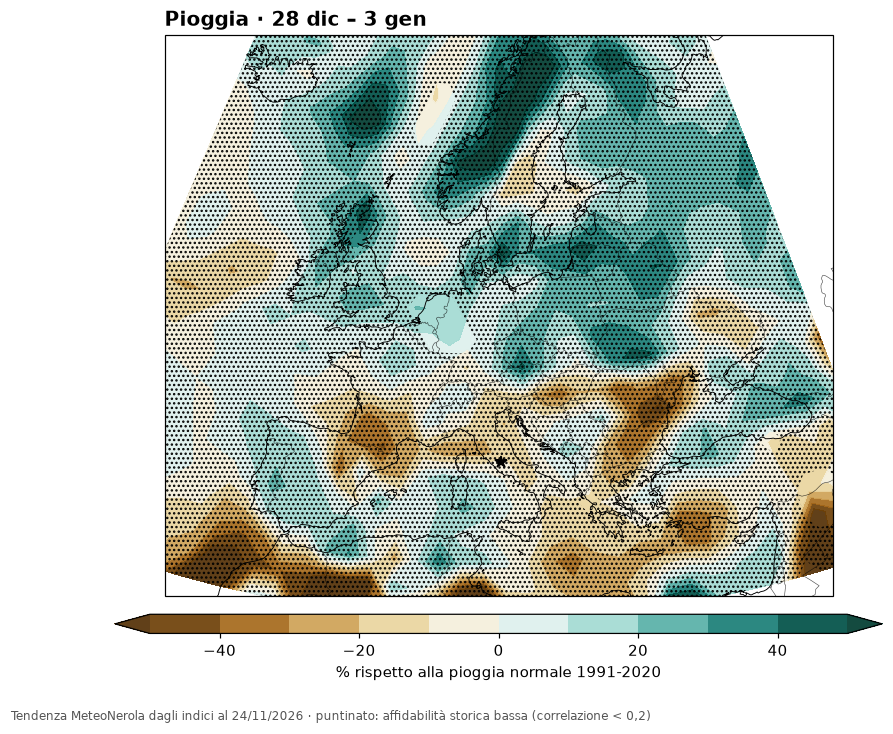 Pioggia · 28 dic – 3 gen
−40 −20 0 20 40
% rispetto alla pioggia normale 1991-2020
Tendenza MeteoNerola dagli indici al 24/11/2026 · puntinato: affidabilità storica bassa (correlazione < 0,2)